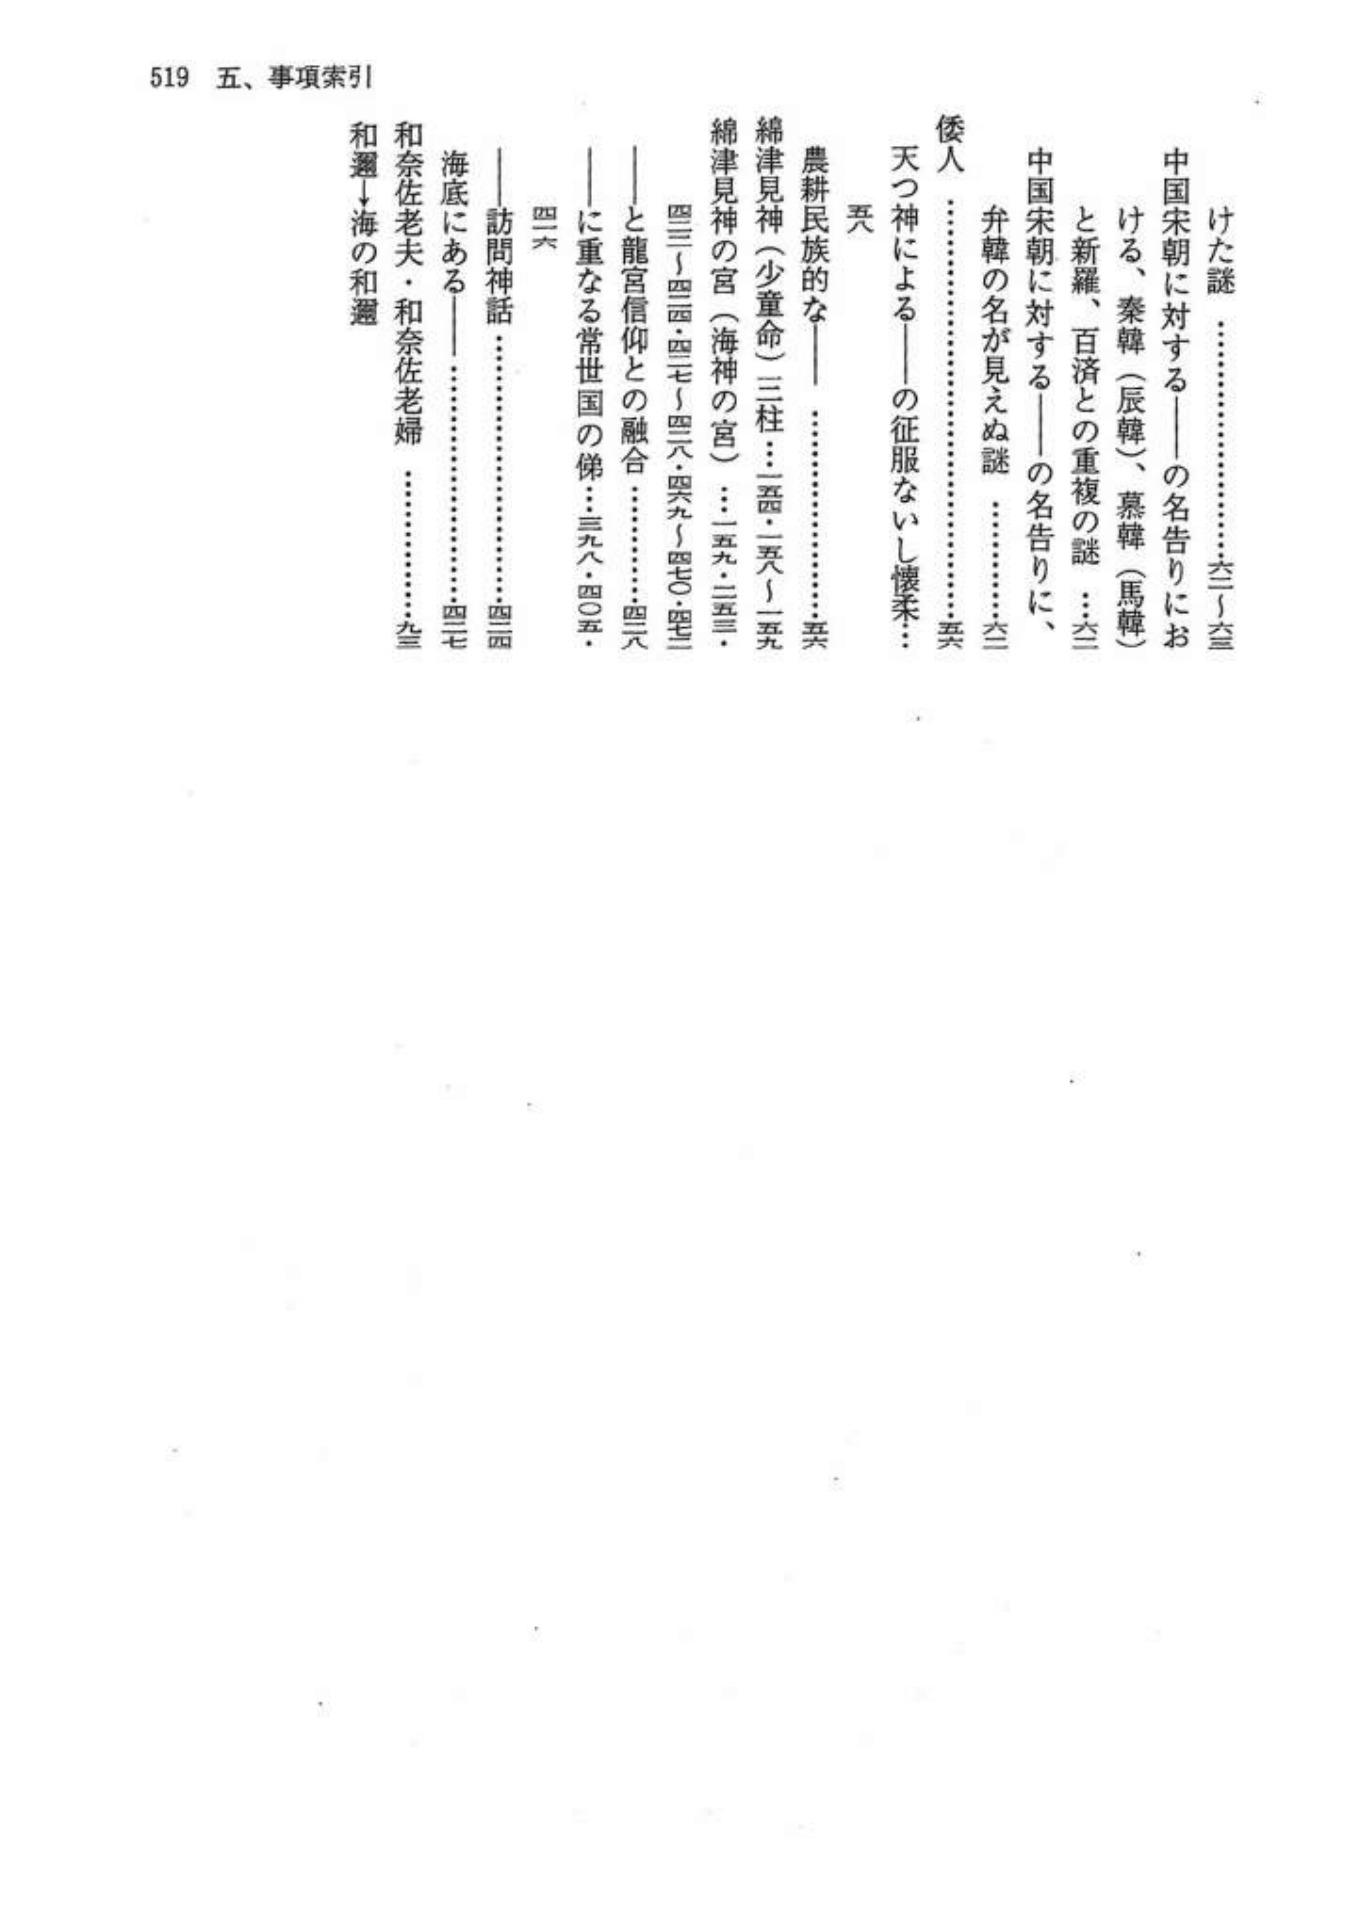 519 五、事項索引
けた謎 ……………………六二〜六三
中国宋朝に対する――の名告りにお
ける、秦韓（辰韓）、慕韓（馬韓）
と新羅、百済との重複の謎 …六二
中国宋朝に対する――の名告りに、
弁韓の名が見えぬ謎 …………六二
倭人 ……………………………………五六
天つ神による――の征服ないし懐柔…
五八
農耕民族的な―― …………………五六
綿津見神（少童命）三柱…一五四・一五八〜一五九
綿津見神の宮（海神の宮） …一五九・二五三・
四二三〜四二四・四二七〜四二八・四六九〜四七〇・四七二
――と龍宮信仰との融合…………四二八
――に重なる常世国の俤…三九八・四〇五・
四一六
――訪問神話………………………四二四
海底にある―― ……………………四二七
和奈佐老夫・和奈佐老婦 ……………九三
和邇→海の和邇